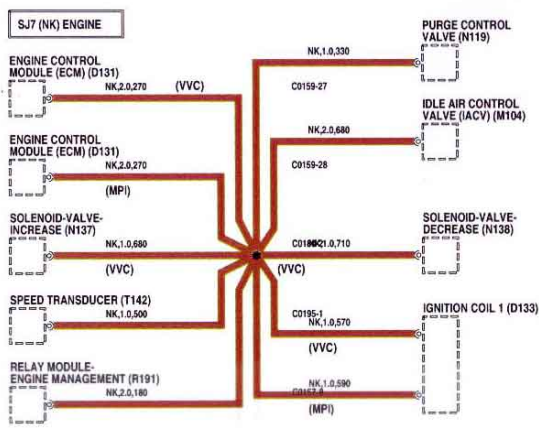 SJ7 (NK) ENGINE
PURGE CONTROL
VALVE (N119)
NK,1.0,330
ENGINE CONTROL
MODULE (ECM) (D131)
NK,2.0,270
(VVC)
C0159-27
IDLE AIR CONTROL
VALVE (IACV) (M104)
NK,2.0,680
ENGINE CONTROL
MODULE (ECM) (D131)
NK,2.0,270
(MPI)
C0159-28
SOLENOID-VALVE-
INCREASE (N137)
NK,1.0,680
(VVC)
SOLENOID-VALVE-
DECREASE (N138)
1.0,710
(VVC)
SPEED TRANSDUCER (T142)
NK,1.0,500
C0195-1
NK,1.0,570
(VVC)
IGNITION COIL 1 (D133)
RELAY MODULE-
ENGINE MANAGEMENT (R191)
NK,2.0,180
NK,1.0,590
(MPI)